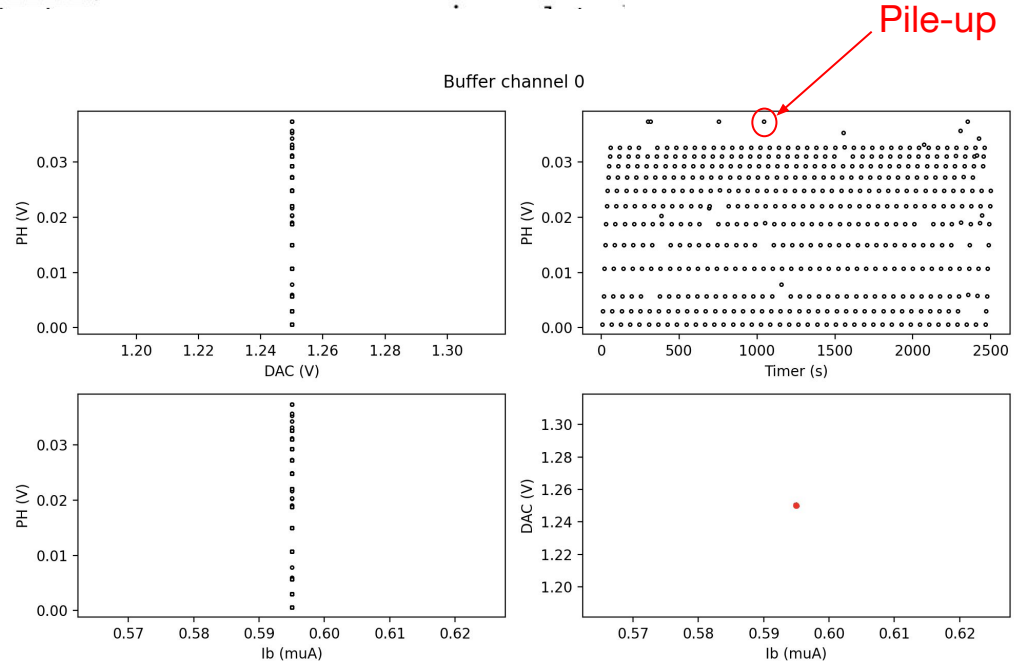 Pile-up
Buffer channel 0
PH (V)
0.03
0.02
0.01
0.00
1.20 1.22 1.24 1.26 1.28 1.30
DAC (V)
PH (V)
0.03
0.02
0.01
0.00
0 500 1000 1500 2000 2500
Timer (s)
PH (V)
0.03
0.02
0.01
0.00
0.57 0.58 0.59 0.60 0.61 0.62
Ib (muA)
DAC (V)
1.30
1.28
1.26
1.24
1.22
1.20
0.57 0.58 0.59 0.60 0.61 0.62
Ib (muA)